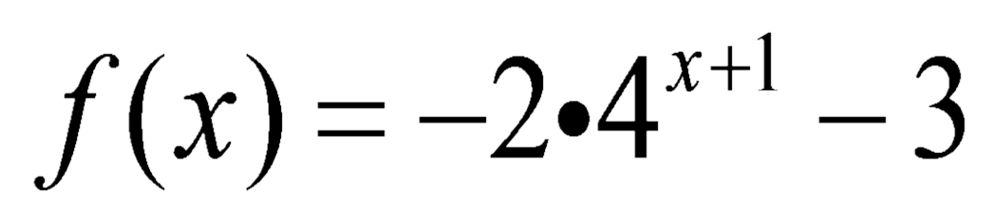 f(x) = −2•4^{x+1} − 3